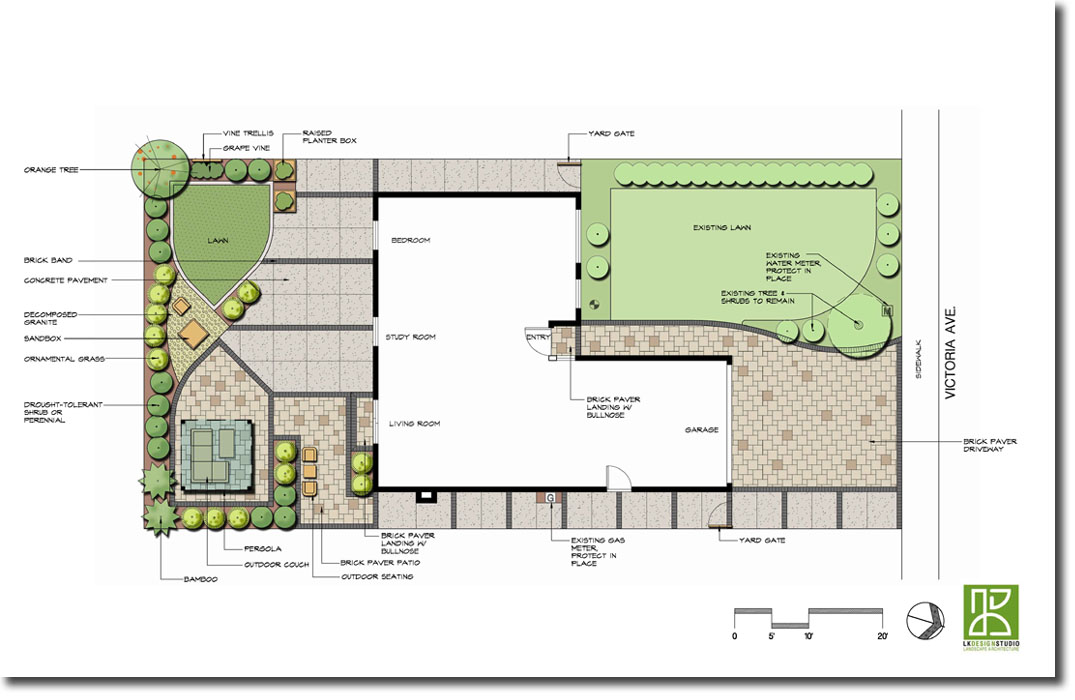 VINE TRELLIS
GRAPE VINE
RAISED
PLANTER BOX
YARD GATE
ORANGE TREE
LAWN
BEDROOM
EXISTING LAWN
BRICK BAND
CONCRETE PAVEMENT
EXISTING
WATER METER,
PROTECT IN
PLACE
EXISTING TREE &
SHRUBS TO REMAIN
M
DECOMPOSED
GRANITE
SANDBOX
STUDY ROOM
ENTRY
ORNAMENTAL GRASS
SIDEWALK
VICTORIA AVE.
DROUGHT-TOLERANT
SHRUB OR
PERENNIAL
BRICK PAVER
LANDING W/
BULLNOSE
LIVING ROOM
GARAGE
BRICK PAVER
DRIVEWAY
G
BRICK PAVER
LANDING W/
BULLNOSE
EXISTING GAS
METER,
PROTECT IN
PLACE
YARD GATE
PERGOLA
OUTDOOR COUCH
BRICK PAVER PATIO
OUTDOOR SEATING
BAMBOO
0 5' 10' 20'
LKDESIGNSTUDIO
LANDSCAPE ARCHITECTURE